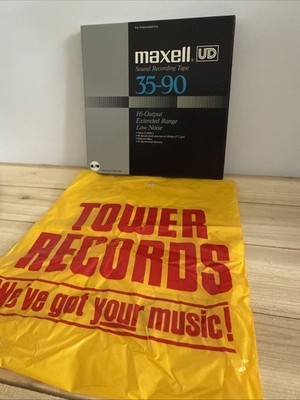 maxell UD
Sound Recording Tape
35-90
Hi-Output
Extended Range
Low Noise
TOWER
RECORDS
We've got your music!